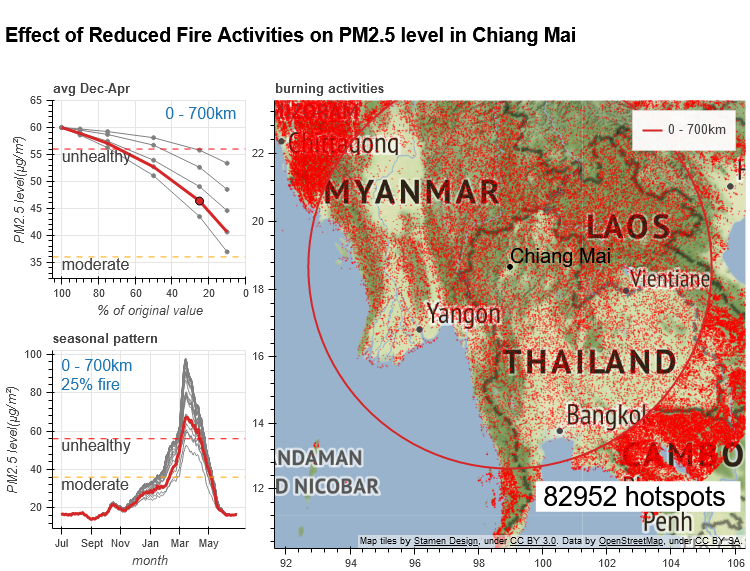 Effect of Reduced Fire Activities on PM2.5 level in Chiang Mai
avg Dec-Apr
65
60
55
50
45
40
35
PM2.5 level(µg/m²)
0 - 700km
unhealthy
moderate
100
80
60
40
20
0
% of original value
seasonal pattern
100
80
60
40
20
PM2.5 level(µg/m²)
0 - 700km
25% fire
unhealthy
moderate
Jul
Sept
Nov
Jan
Mar
May
month
burning activities
22
20
18
16
14
12
0 - 700km
Chittagong
H
MYANMAR
LAOS
Chiang Mai
Vientiane
Yangon
THAILAND
Bangkok
CAMBO
NDAMAN
D NICOBAR
82952 hotspots
Penh
Map tiles by Stamen Design, under CC BY 3.0. Data by OpenStreetMap, under CC BY SA.
92
94
96
98
100
102
104
106